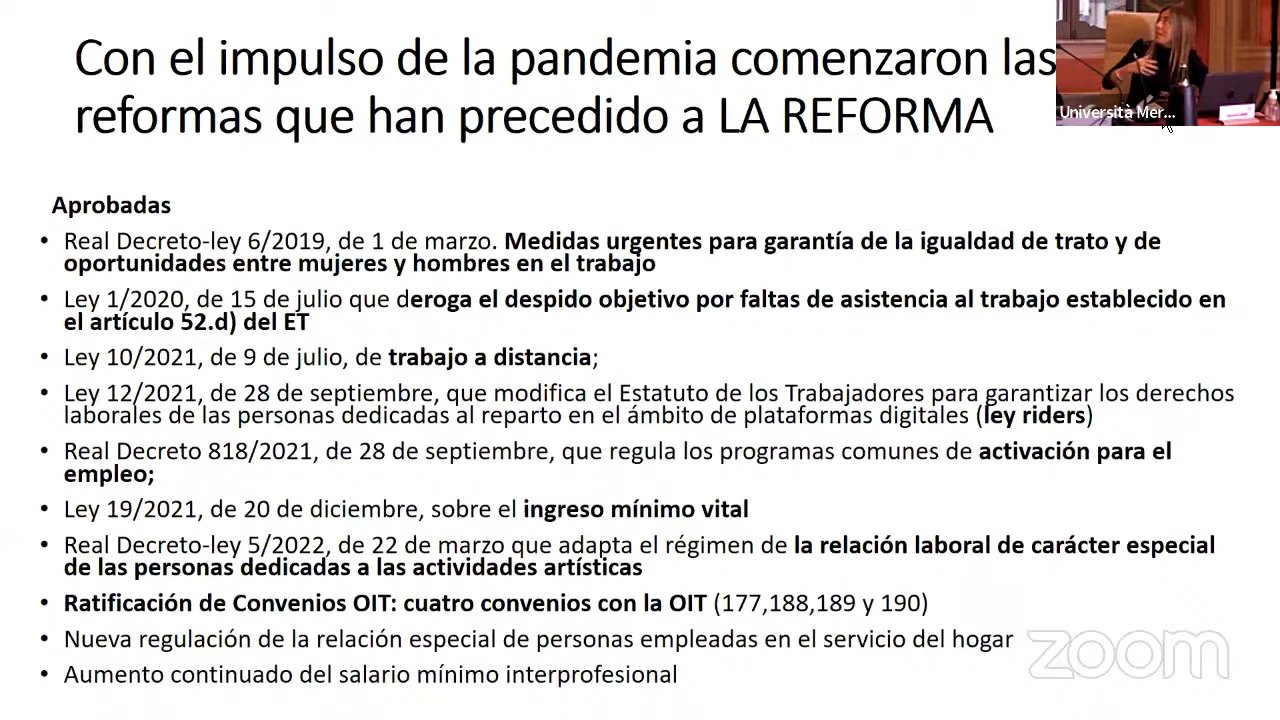 Con el impulso de la pandemia comenzaron las
reformas que han precedido a LA REFORMA
Università Mer...
Aprobadas
• Real Decreto-ley 6/2019, de 1 de marzo. Medidas urgentes para garantía de la igualdad de trato y de
oportunidades entre mujeres y hombres en el trabajo
• Ley 1/2020, de 15 de julio que deroga el despido objetivo por faltas de asistencia al trabajo establecido en
el artículo 52.d) del ET
• Ley 10/2021, de 9 de julio, de trabajo a distancia;
• Ley 12/2021, de 28 de septiembre, que modifica el Estatuto de los Trabajadores para garantizar los derechos
laborales de las personas dedicadas al reparto en el ámbito de plataformas digitales (ley riders)
• Real Decreto 818/2021, de 28 de septiembre, que regula los programas comunes de activación para el
empleo;
• Ley 19/2021, de 20 de diciembre, sobre el ingreso mínimo vital
• Real Decreto-ley 5/2022, de 22 de marzo que adapta el régimen de la relación laboral de carácter especial
de las personas dedicadas a las actividades artísticas
• Ratificación de Convenios OIT: cuatro convenios con la OIT (177,188,189 y 190)
• Nueva regulación de la relación especial de personas empleadas en el servicio del hogar
• Aumento continuado del salario mínimo interprofesional
zoom